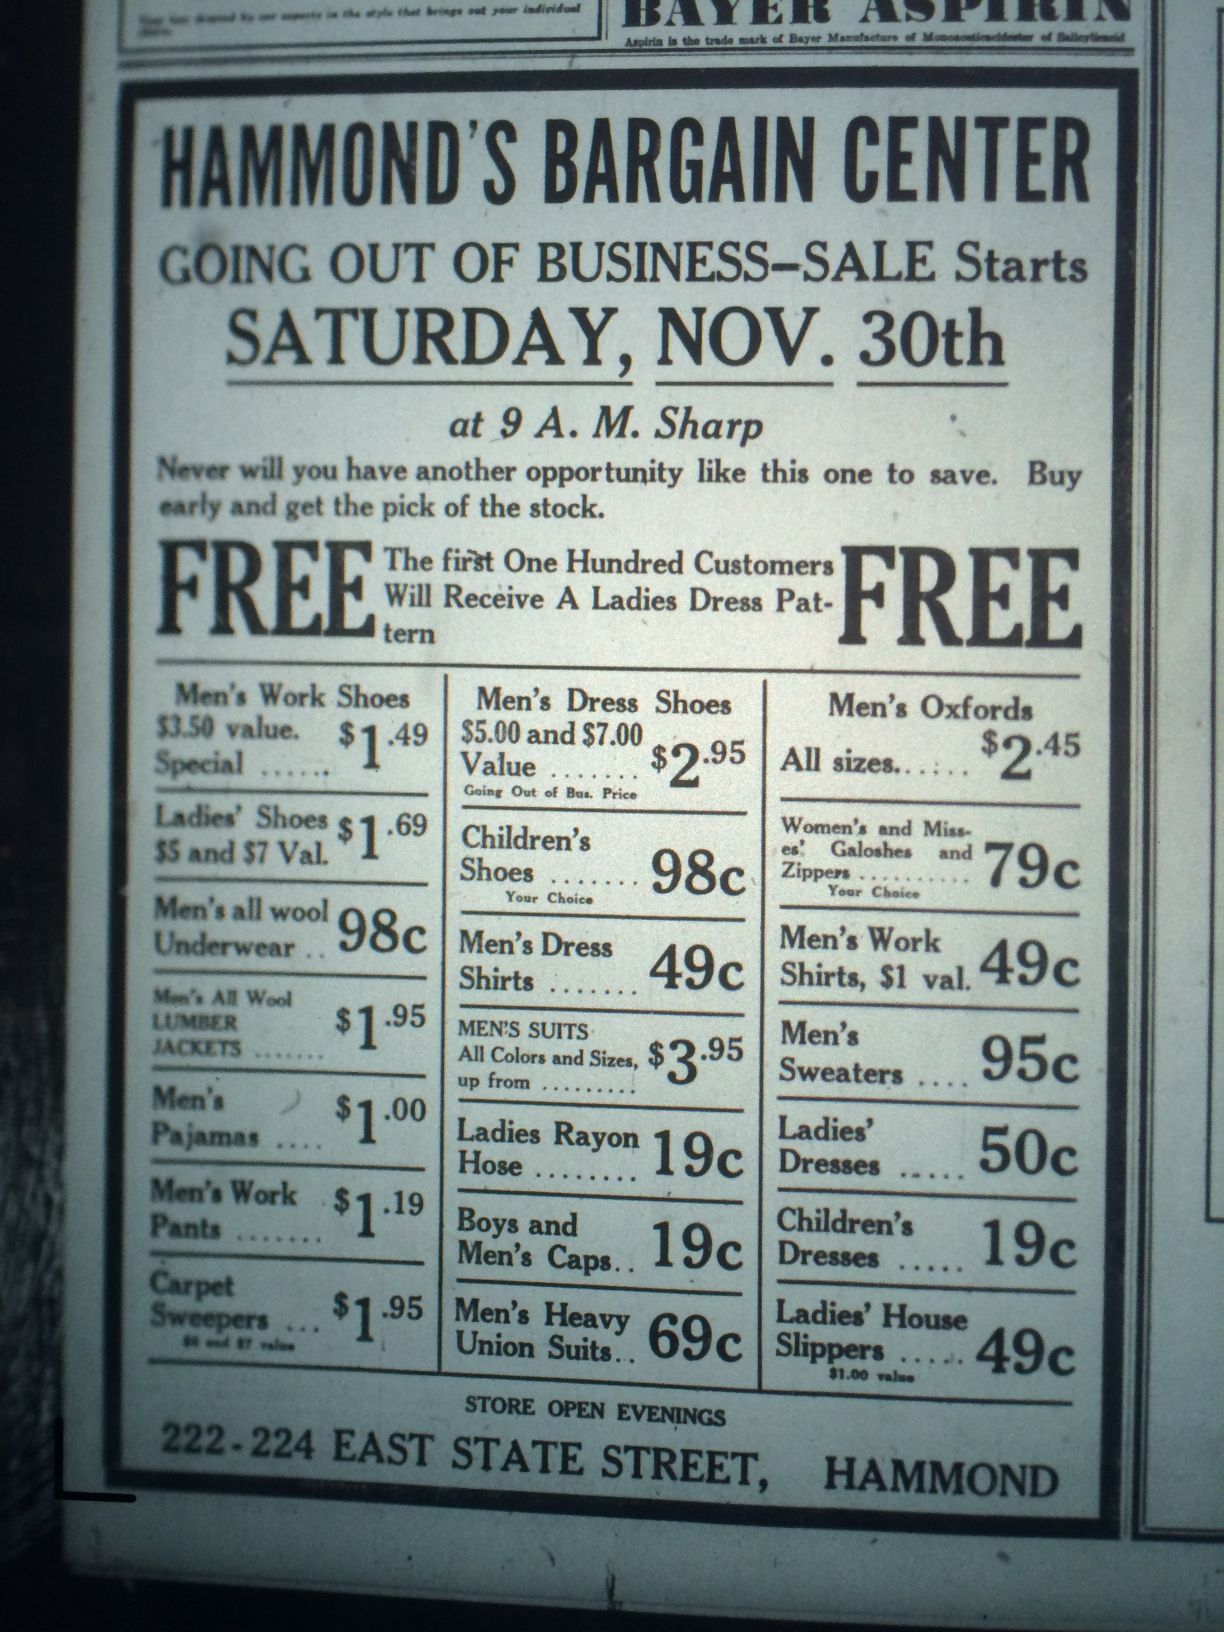 your individual
BAYER ASPIRIN
Aspirin is the trade mark of Bayer Manufacture of Monoaceticacidester of Salicylicacid
HAMMOND'S BARGAIN CENTER
GOING OUT OF BUSINESS-SALE Starts
SATURDAY, NOV. 30th
at 9 A. M. Sharp
Never will you have another opportunity like this one to save. Buy
early and get the pick of the stock.
FREE
The first One Hundred Customers
Will Receive A Ladies Dress Pat-
tern
FREE
Men's Work Shoes
$3.50 value.
Special ......
$1.49
Ladies' Shoes
$5 and $7 Val.
$1.69
Men's all wool
Underwear ..
98c
Men's All Wool
LUMBER
JACKETS .......
$1.95
Men's
Pajamas ....
$1.00
Men's Work
Pants .......
$1.19
Carpet
Sweepers ...
$6 and $7 value
$1.95
Men's Dress Shoes
$5.00 and $7.00
Value .......
Going Out of Bus. Price
$2.95
Children's
Shoes .......
Your Choice
98c
Men's Dress
Shirts .......
49c
MEN'S SUITS
All Colors and Sizes,
up from .........
$3.95
Ladies Rayon
Hose ........
19c
Boys and
Men's Caps..
19c
Men's Heavy
Union Suits..
69c
Men's Oxfords
All sizes......
$2.45
Women's and Miss-
es' Galoshes and
Zippers ..........
Your Choice
79c
Men's Work
Shirts, $1 val.
49c
Men's
Sweaters ....
95c
Ladies'
Dresses .....
50c
Children's
Dresses .....
19c
Ladies' House
Slippers .....
$1.00 value
49c
STORE OPEN EVENINGS
222-224 EAST STATE STREET, HAMMOND